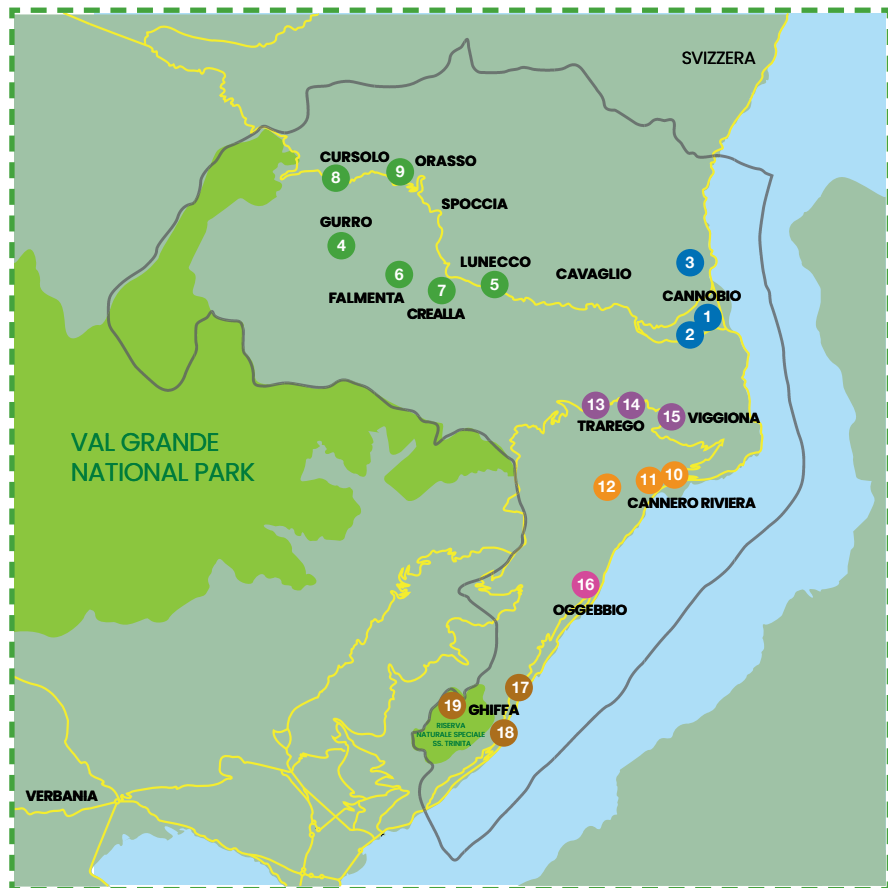 SVIZZERA
CURSOLO
ORASSO
8
9
SPOCCIA
GURRO
4
LUNECCO
3
6
CAVAGLIO
7
5
FALMENTA
CREALLA
CANNOBIO
1
2
13
14
15
VIGGIONA
TRAREGO
VAL GRANDE
NATIONAL PARK
12
11
10
CANNERO RIVIERA
16
OGGEBBIO
17
19
GHIFFA
RISERVA
NATURALE SPECIALE
SS. TRINITA
18
VERBANIA